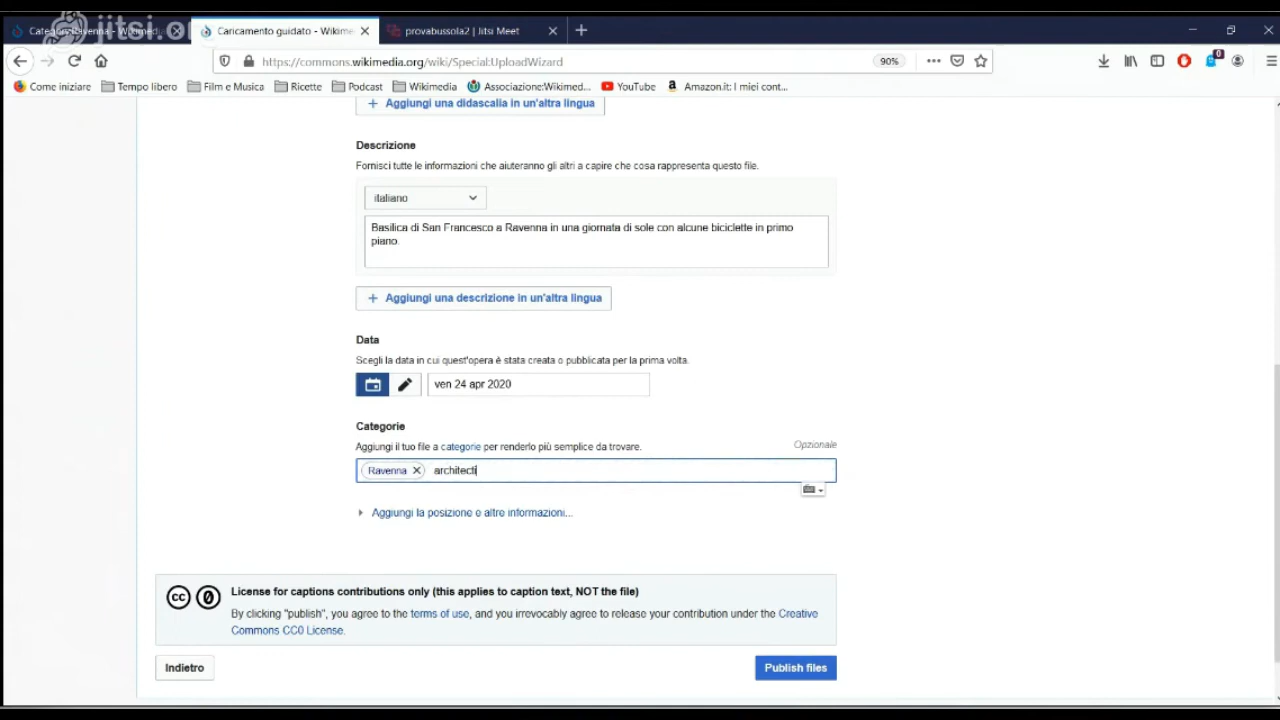 jitsi.or
Caricamento guidato - Wikime
provabussola2 | Jitsi Meet
https://commons.wikimedia.org/wiki/Special:UploadWizard
90%
0
Come iniziare
Tempo libero
Film e Musica
Ricette
Podcast
Wikimedia
Associazione:Wikimed...
YouTube
Amazon.it: I miei cont...
+ Aggiungi una didascalia in un'altra lingua
Descrizione
Fornisci tutte le informazioni che aiuteranno gli altri a capire che cosa rappresenta questo file.
italiano
Basilica di San Francesco a Ravenna in una giornata di sole con alcune biciclette in primo
piano.
+ Aggiungi una descrizione in un'altra lingua
Data
Scegli la data in cui quest'opera è stata creata o pubblicata per la prima volta.
ven 24 apr 2020
Categorie
Aggiungi il tuo file a categorie per renderlo più semplice da trovare.
Opzionale
Ravenna × architecti
Aggiungi la posizione e altre informazioni...
License for captions contributions only (this applies to caption text, NOT the file)
By clicking "publish", you agree to the terms of use, and you irrevocably agree to release your contribution under the Creative
Commons CC0 License.
Indietro
Publish files